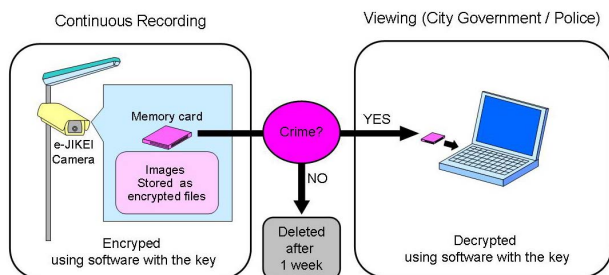 Continuous Recording
Viewing (City Government / Police)
e-JIKEI
Camera
Memory card
Images
Stored as
encrypted files
Encryped
using software with the key
Crime?
YES
NO
Deleted
after
1 week
Decrypted
using software with the key